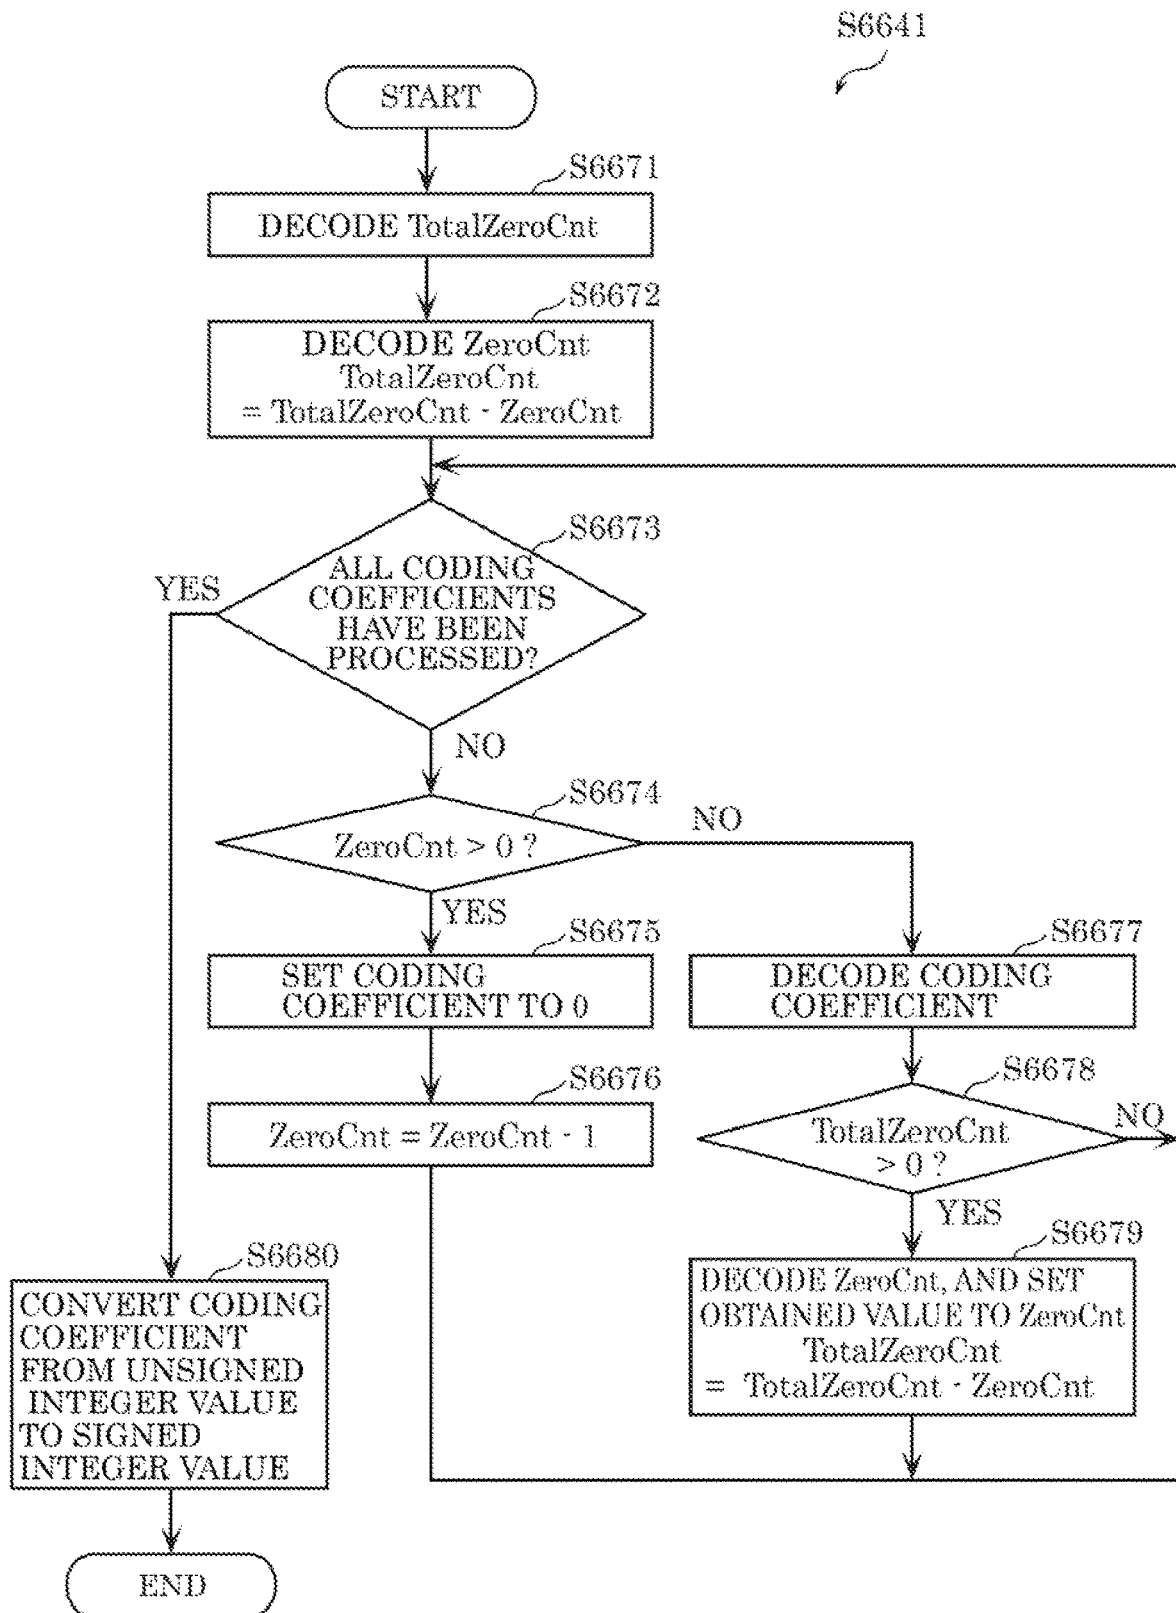 S6641
START
S6671
DECODE TotalZeroCnt
S6672
DECODE ZeroCnt
TotalZeroCnt
= TotalZeroCnt - ZeroCnt
S6673
ALL CODING
COEFFICIENTS
HAVE BEEN
PROCESSED?
YES
NO
S6674
ZeroCnt > 0 ?
NO
YES
S6675
SET CODING
COEFFICIENT TO 0
S6676
ZeroCnt = ZeroCnt - 1
S6677
DECODE CODING
COEFFICIENT
S6678
TotalZeroCnt
> 0 ?
NO
YES
S6679
DECODE ZeroCnt, AND SET
OBTAINED VALUE TO ZeroCnt
TotalZeroCnt
= TotalZeroCnt - ZeroCnt
S6680
CONVERT CODING
COEFFICIENT
FROM UNSIGNED
INTEGER VALUE
TO SIGNED
INTEGER VALUE
END